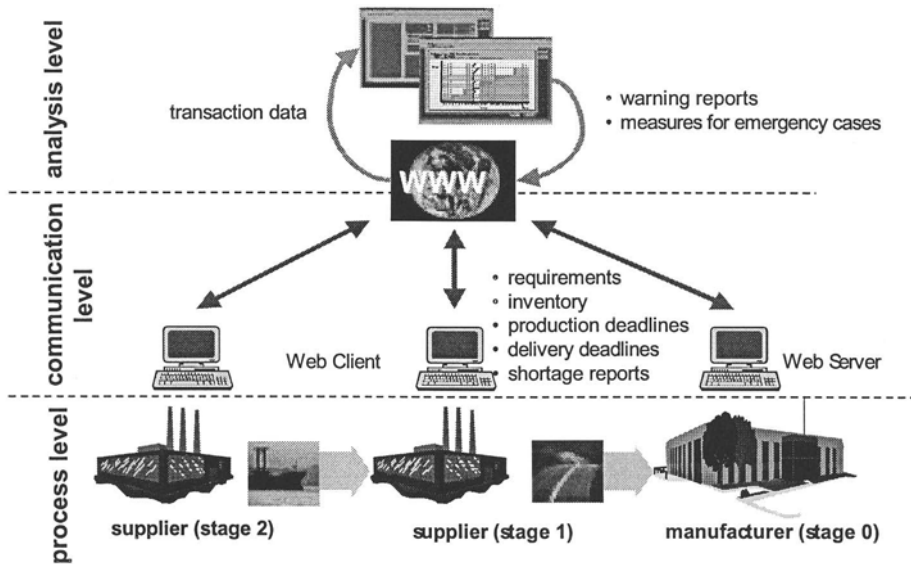 analysis level
transaction data
• warning reports
• measures for emergency cases
WWW
communication
level
• requirements
• inventory
• production deadlines
• delivery deadlines
• shortage reports
Web Client
Web Server
process level
supplier (stage 2)
supplier (stage 1)
manufacturer (stage 0)